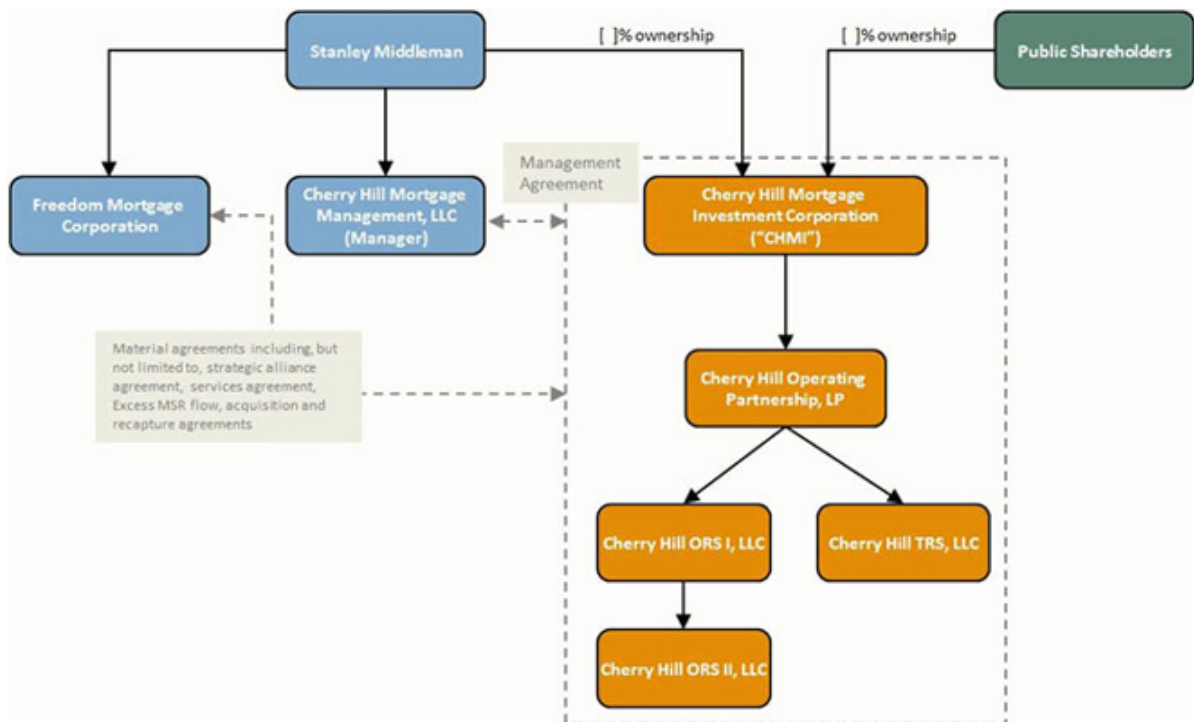 Stanley Middleman
[ ]% ownership
[ ]% ownership
Public Shareholders
Management
Agreement
Freedom Mortgage
Corporation
Cherry Hill Mortgage
Management, LLC
(Manager)
Cherry Hill Mortgage
Investment Corporation
(“CHMI”)
Material agreements including, but
not limited to, strategic alliance
agreement, services agreement,
Excess MSR flow, acquisition and
recapture agreements
Cherry Hill Operating
Partnership, LP
Cherry Hill ORS I, LLC
Cherry Hill TRS, LLC
Cherry Hill ORS II, LLC